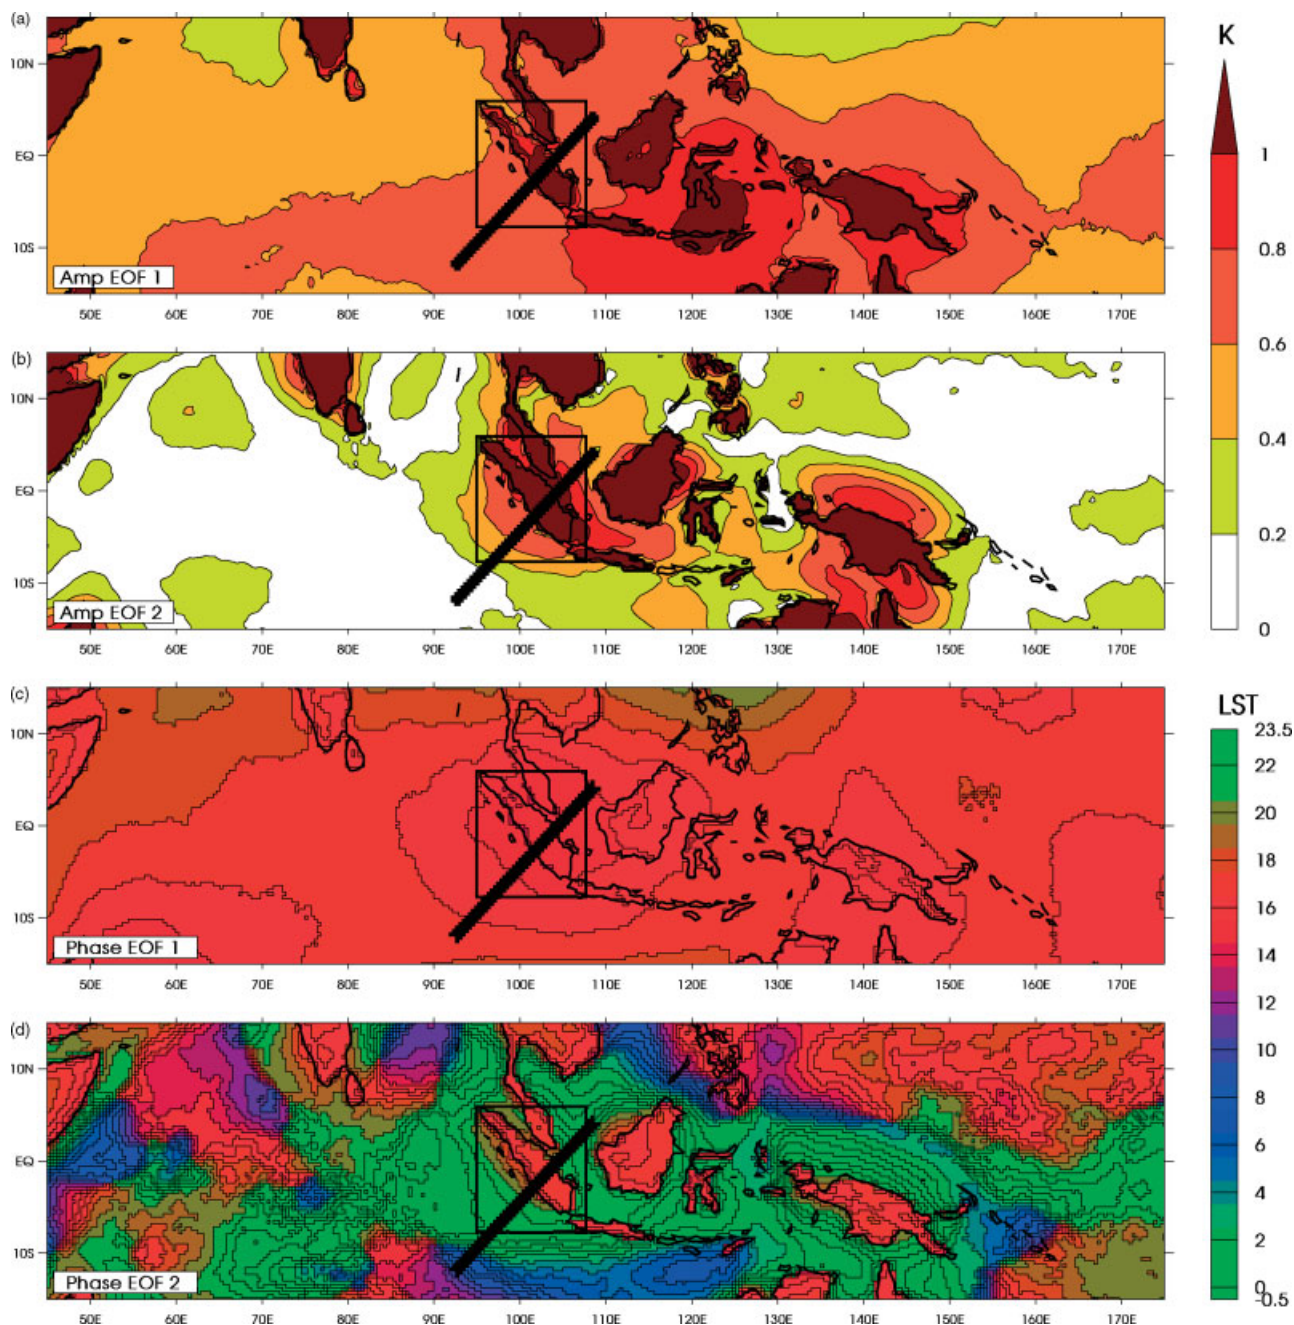 (a)
10N
EQ
10S
Amp EOF 1
50E 60E 70E 80E 90E 100E 110E 120E 130E 140E 150E 160E 170E
K
1
0.8
0.6
0.4
0.2
0
(b)
10N
EQ
10S
Amp EOF 2
50E 60E 70E 80E 90E 100E 110E 120E 130E 140E 150E 160E 170E
(c)
10N
EQ
10S
Phase EOF 1
50E 60E 70E 80E 90E 100E 110E 120E 130E 140E 150E 160E 170E
LST
23.5
22
20
18
16
14
12
10
8
6
4
2
0
-0.5
(d)
10N
EQ
10S
Phase EOF 2
50E 60E 70E 80E 90E 100E 110E 120E 130E 140E 150E 160E 170E